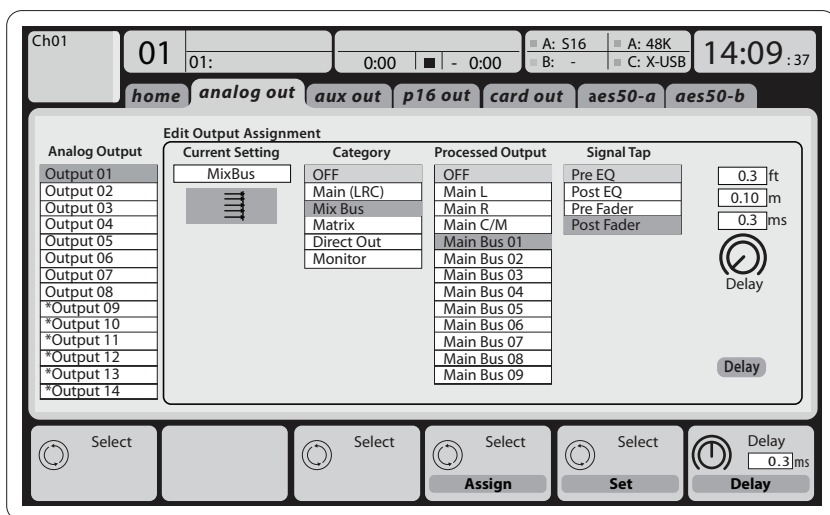 Ch01
01
01:
0:00
- 0:00
A: S16
A: 48K
B: -
C: X-USB
14:09 :37
home
analog out
aux out
p16 out
card out
aes50-a
aes50-b
Edit Output Assignment
Analog Output
Output 01
Output 02
Output 03
Output 04
Output 05
Output 06
Output 07
Output 08
*Output 09
*Output 10
*Output 11
*Output 12
*Output 13
*Output 14
Current Setting
MixBus
Category
OFF
Main (LRC)
Mix Bus
Matrix
Direct Out
Monitor
Processed Output
OFF
Main L
Main R
Main C/M
Main Bus 01
Main Bus 02
Main Bus 03
Main Bus 04
Main Bus 05
Main Bus 06
Main Bus 07
Main Bus 08
Main Bus 09
Signal Tap
Pre EQ
Post EQ
Pre Fader
Post Fader
0.3 ft
0.10 m
0.3 ms
Delay
Delay
Select
Select
Select
Assign
Select
Set
Delay
0.3 ms
Delay